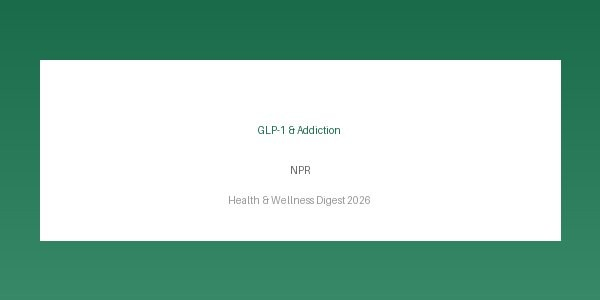 GLP-1 & Addiction
NPR
Health & Wellness Digest 2026